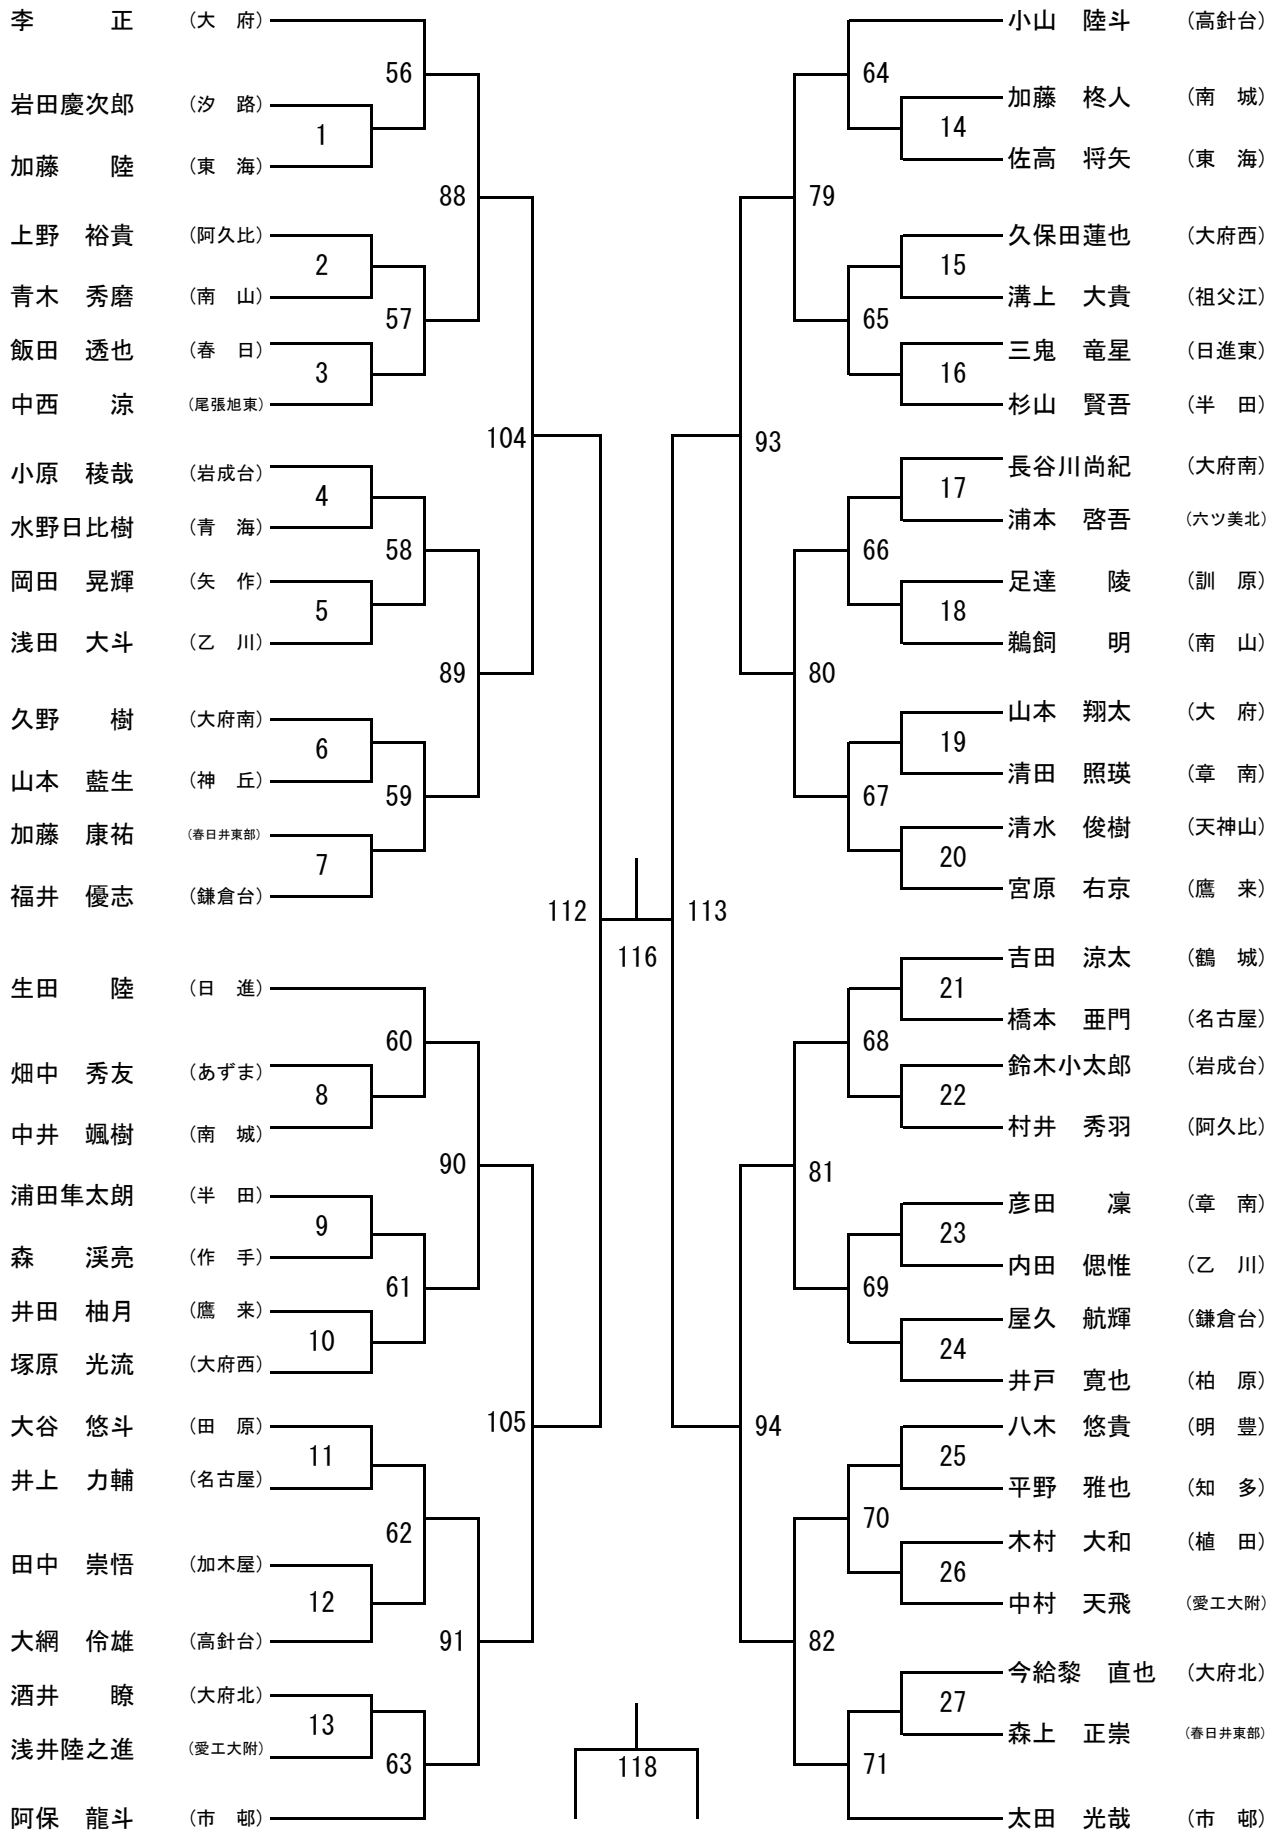 李　　正 （大　府）
56
岩田慶次郎 （汐　路）
1
加藤　　陸 （東　海）
88
上野　裕貴 （阿久比）
2
青木　秀磨 （南　山）
57
飯田　透也 （春　日）
3
中西　　涼 （尾張旭東）
104
小原　稜哉 （岩成台）
4
水野日比樹 （青　海）
58
岡田　晃輝 （矢　作）
5
浅田　大斗 （乙　川）
89
久野　　樹 （大府南）
6
山本　藍生 （神　丘）
59
加藤　康祐 （春日井東部）
7
福井　優志 （鎌倉台）
112
生田　　陸 （日　進）
60
畑中　秀友 （あずま）
8
中井　颯樹 （南　城）
90
浦田隼太朗 （半　田）
9
森　　渓亮 （作　手）
61
井田　柚月 （鷹　来）
10
塚原　光流 （大府西）
105
大谷　悠斗 （田　原）
11
井上　力輔 （名古屋）
62
田中　崇悟 （加木屋）
12
大網　伶雄 （高針台）
91
酒井　　瞭 （大府北）
13
浅井陸之進 （愛工大附）
63
阿保　龍斗 （市　邨）
116
118
小山　陸斗 （高針台）
64
加藤　柊人 （南　城）
14
佐高　将矢 （東　海）
79
久保田蓮也 （大府西）
15
溝上　大貴 （祖父江）
65
三鬼　竜星 （日進東）
16
杉山　賢吾 （半　田）
93
長谷川尚紀 （大府南）
17
浦本　啓吾 （六ツ美北）
66
足達　　陵 （訓　原）
18
鵜飼　　明 （南　山）
80
山本　翔太 （大　府）
19
清田　照瑛 （章　南）
67
清水　俊樹 （天神山）
20
宮原　右京 （鷹　来）
113
吉田　涼太 （鶴　城）
21
橋本　亜門 （名古屋）
68
鈴木小太郎 （岩成台）
22
村井　秀羽 （阿久比）
81
彦田　　凜 （章　南）
23
内田　偲惟 （乙　川）
69
屋久　航輝 （鎌倉台）
24
井戸　寛也 （柏　原）
94
八木　悠貴 （明　豊）
25
平野　雅也 （知　多）
70
木村　大和 （植　田）
26
中村　天飛 （愛工大附）
82
今給黎　直也 （大府北）
27
森上　正崇 （春日井東部）
71
太田　光哉 （市　邨）